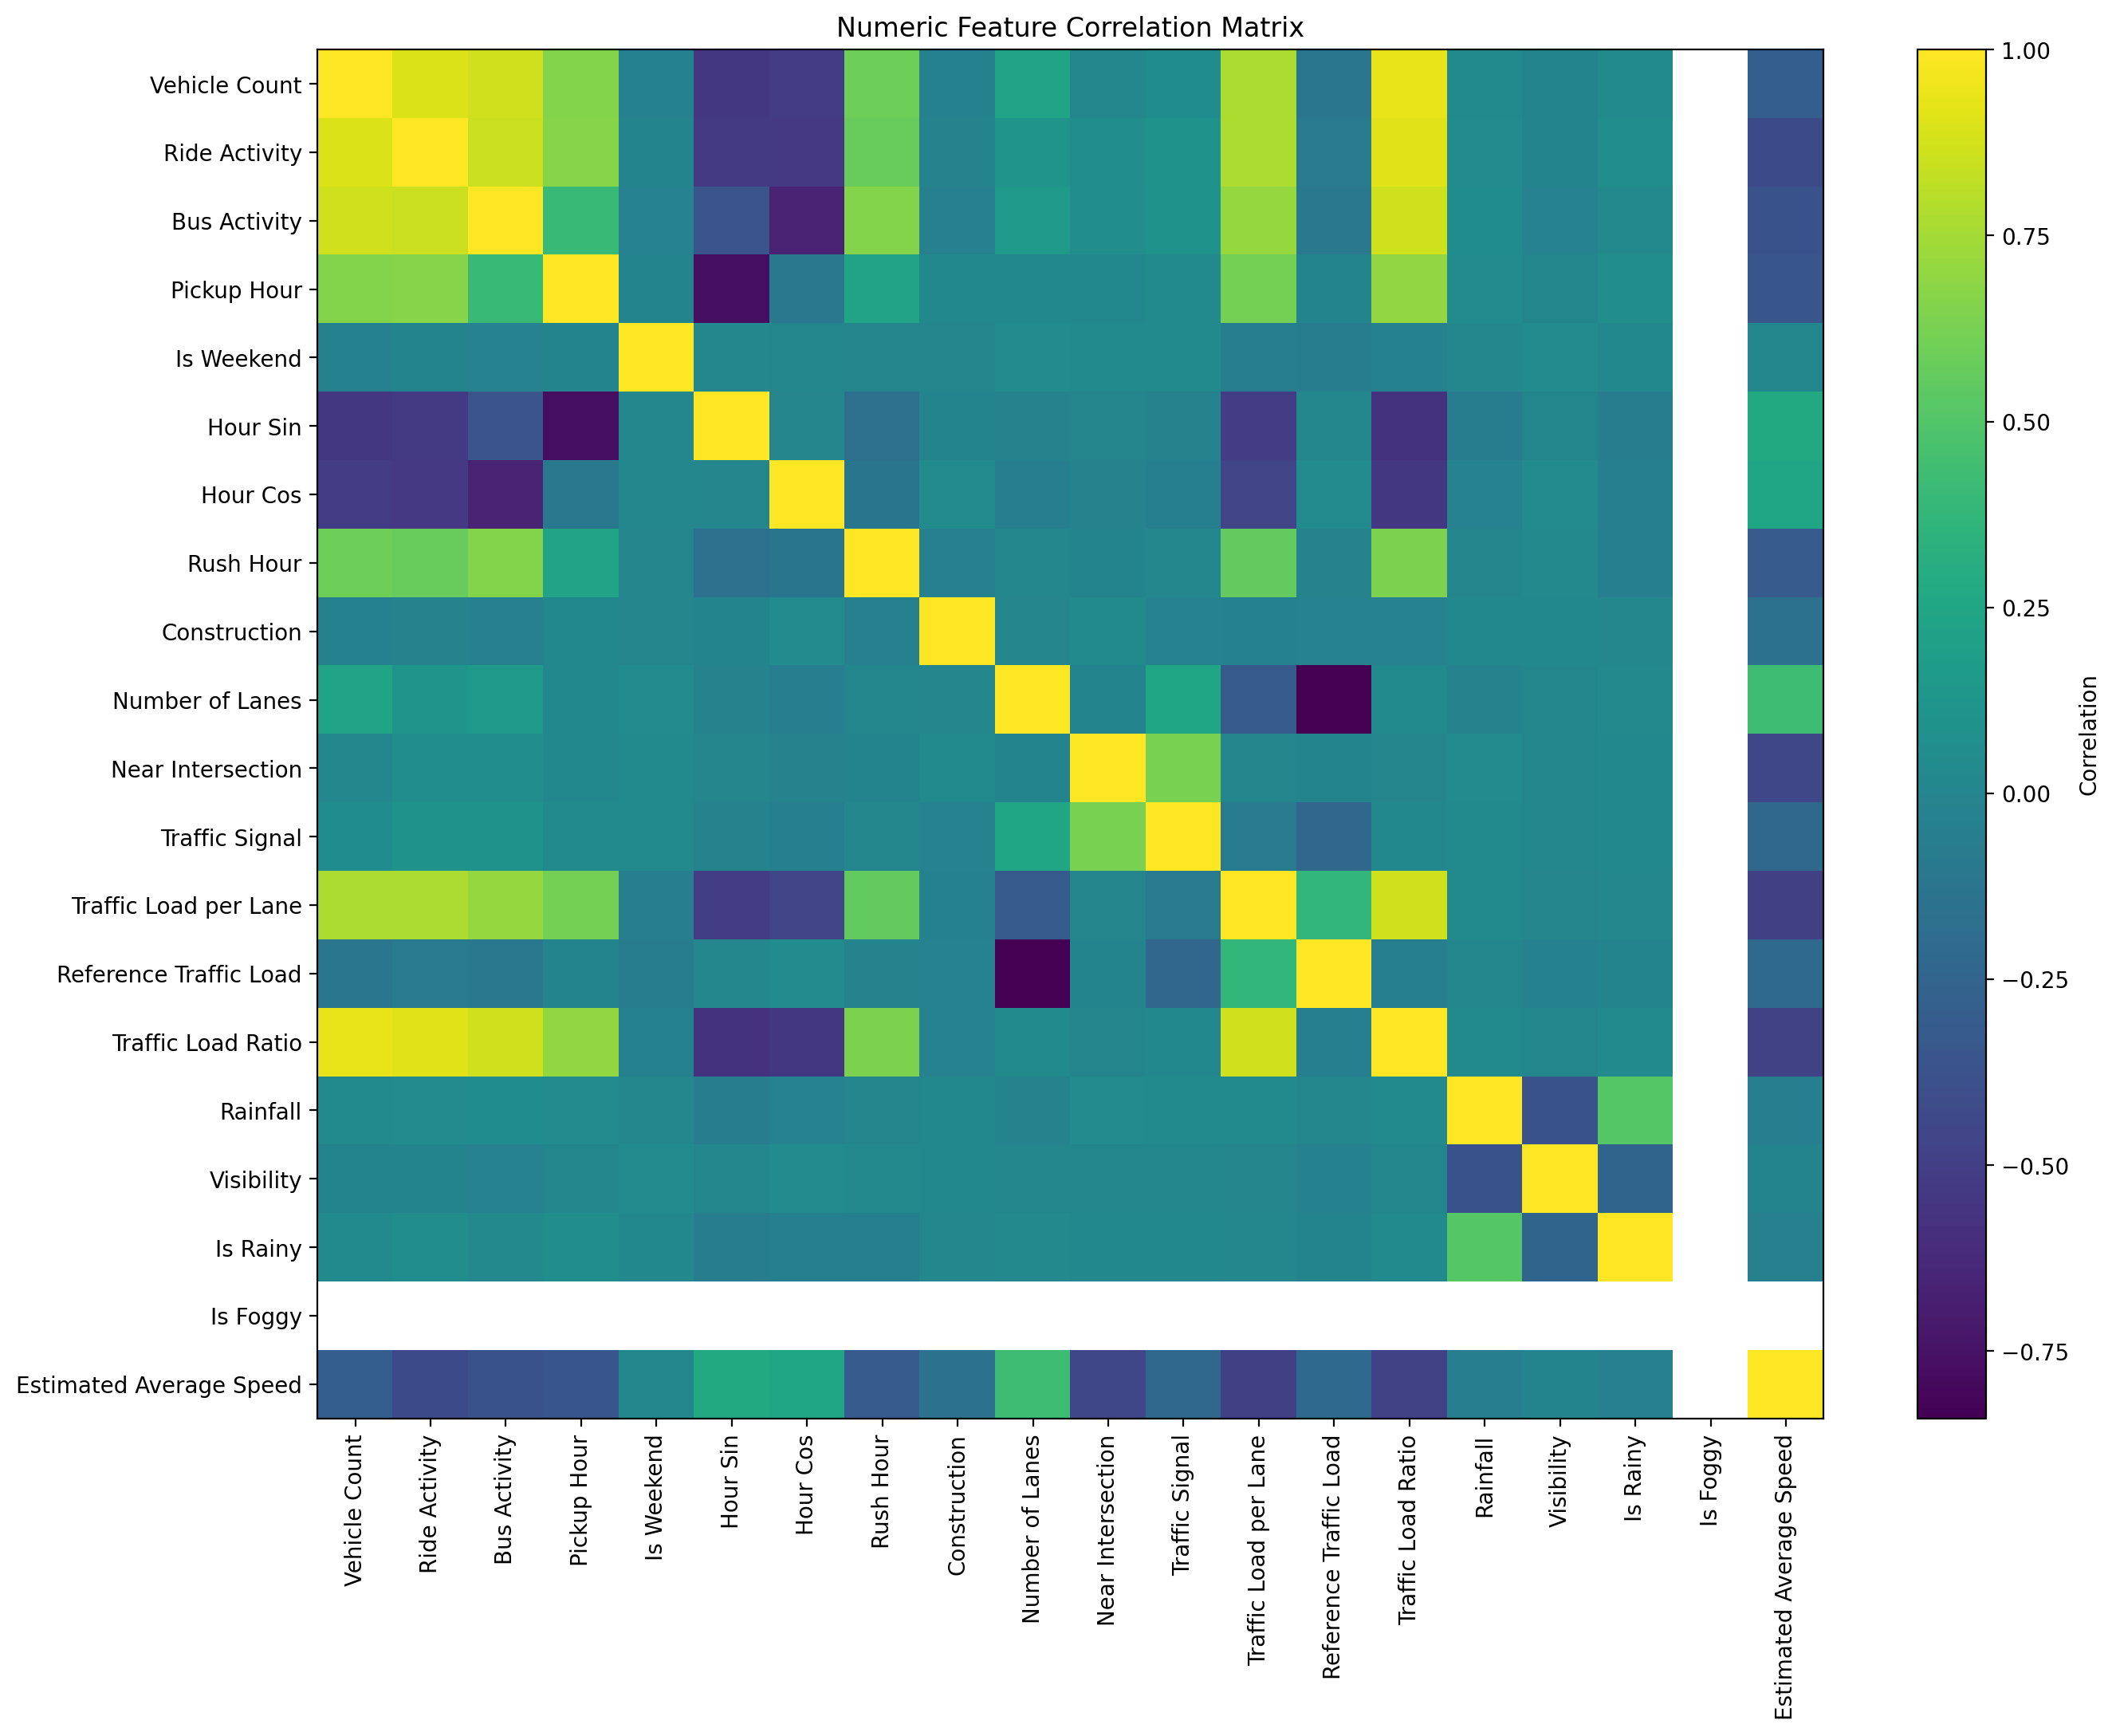 Numeric Feature Correlation Matrix
Vehicle Count
Ride Activity
Bus Activity
Pickup Hour
Is Weekend
Hour Sin
Hour Cos
Rush Hour
Construction
Number of Lanes
Near Intersection
Traffic Signal
Traffic Load per Lane
Reference Traffic Load
Traffic Load Ratio
Rainfall
Visibility
Is Rainy
Is Foggy
Estimated Average Speed
Vehicle Count
Ride Activity
Bus Activity
Pickup Hour
Is Weekend
Hour Sin
Hour Cos
Rush Hour
Construction
Number of Lanes
Near Intersection
Traffic Signal
Traffic Load per Lane
Reference Traffic Load
Traffic Load Ratio
Rainfall
Visibility
Is Rainy
Is Foggy
Estimated Average Speed
1.00
0.75
0.50
0.25
0.00
−0.25
−0.50
−0.75
Correlation